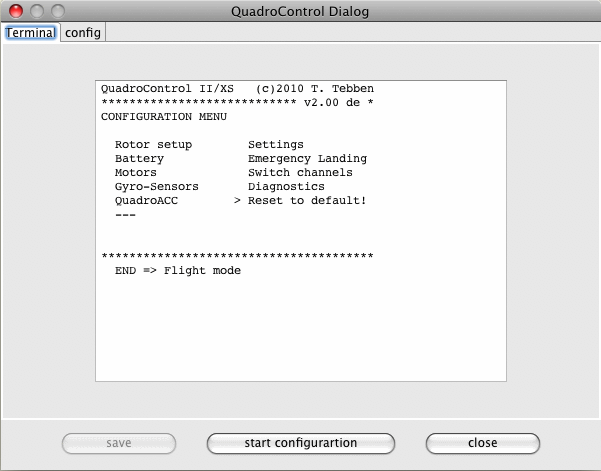 QuadroControl Dialog
Terminal config
QuadroControl II/XS (c)2010 T. Tebben
**************************** v2.00 de *
CONFIGURATION MENU
Rotor setup Settings
Battery Emergency Landing
Motors Switch channels
Gyro-Sensors Diagnostics
QuadroACC > Reset to default!
---
***************************************
END => Flight mode
save start configurartion close